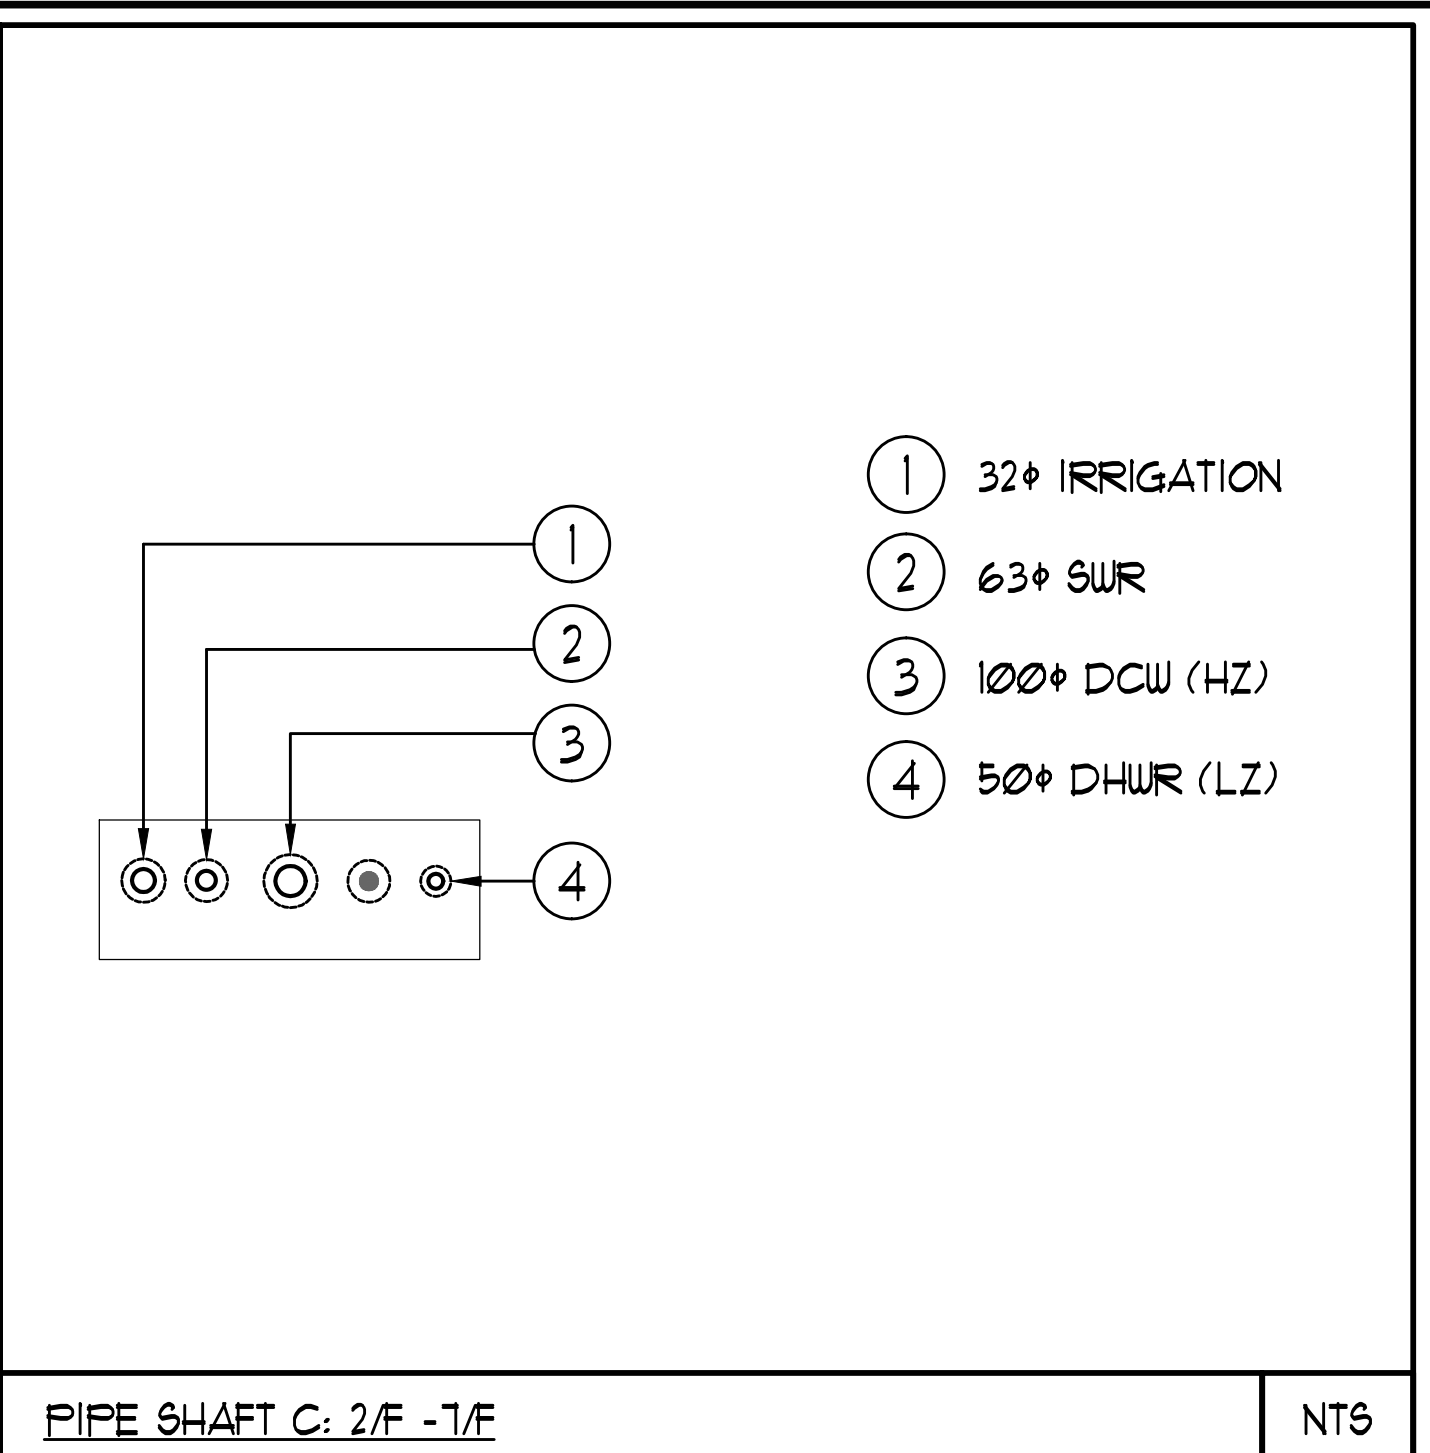 1
2
3
4
1 32ϕ IRRIGATION
2 63ϕ SWR
3 100ϕ DCW (HZ)
4 50ϕ DHWR (LZ)
PIPE SHAFT C: 2/F -7/F
NTS